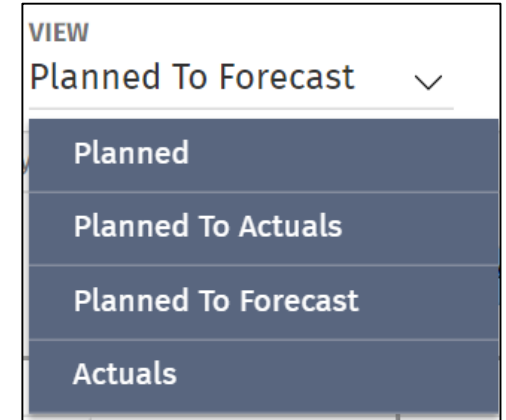 VIEW
Planned To Forecast
Planned
Planned To Actuals
Planned To Forecast
Actuals